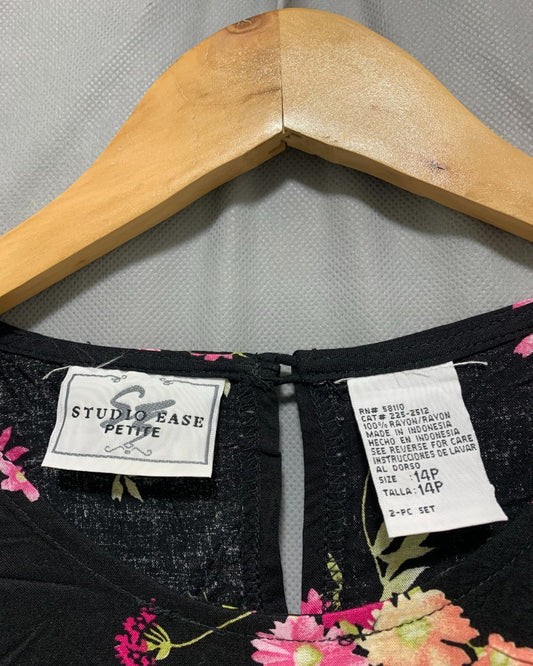 STUDIO EASE
PETITE
RN# 58110
CAT# 225-2512
100% RAYON/RAYON
MADE IN INDONESIA
HECHO EN INDONESIA
SEE REVERSE FOR CARE
INSTRUCCIONES DE LAVAR
AL DORSO
SIZE :14P
TALLA: 14P
2-PC SET